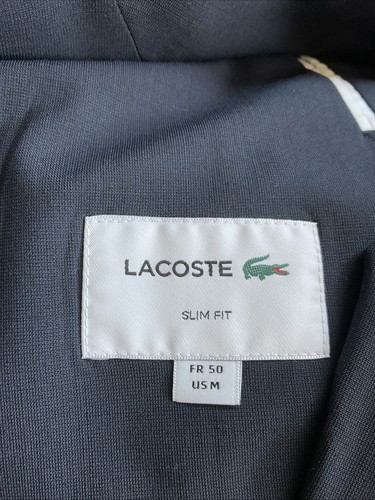 LACOSTE
SLIM FIT
FR 50
US M